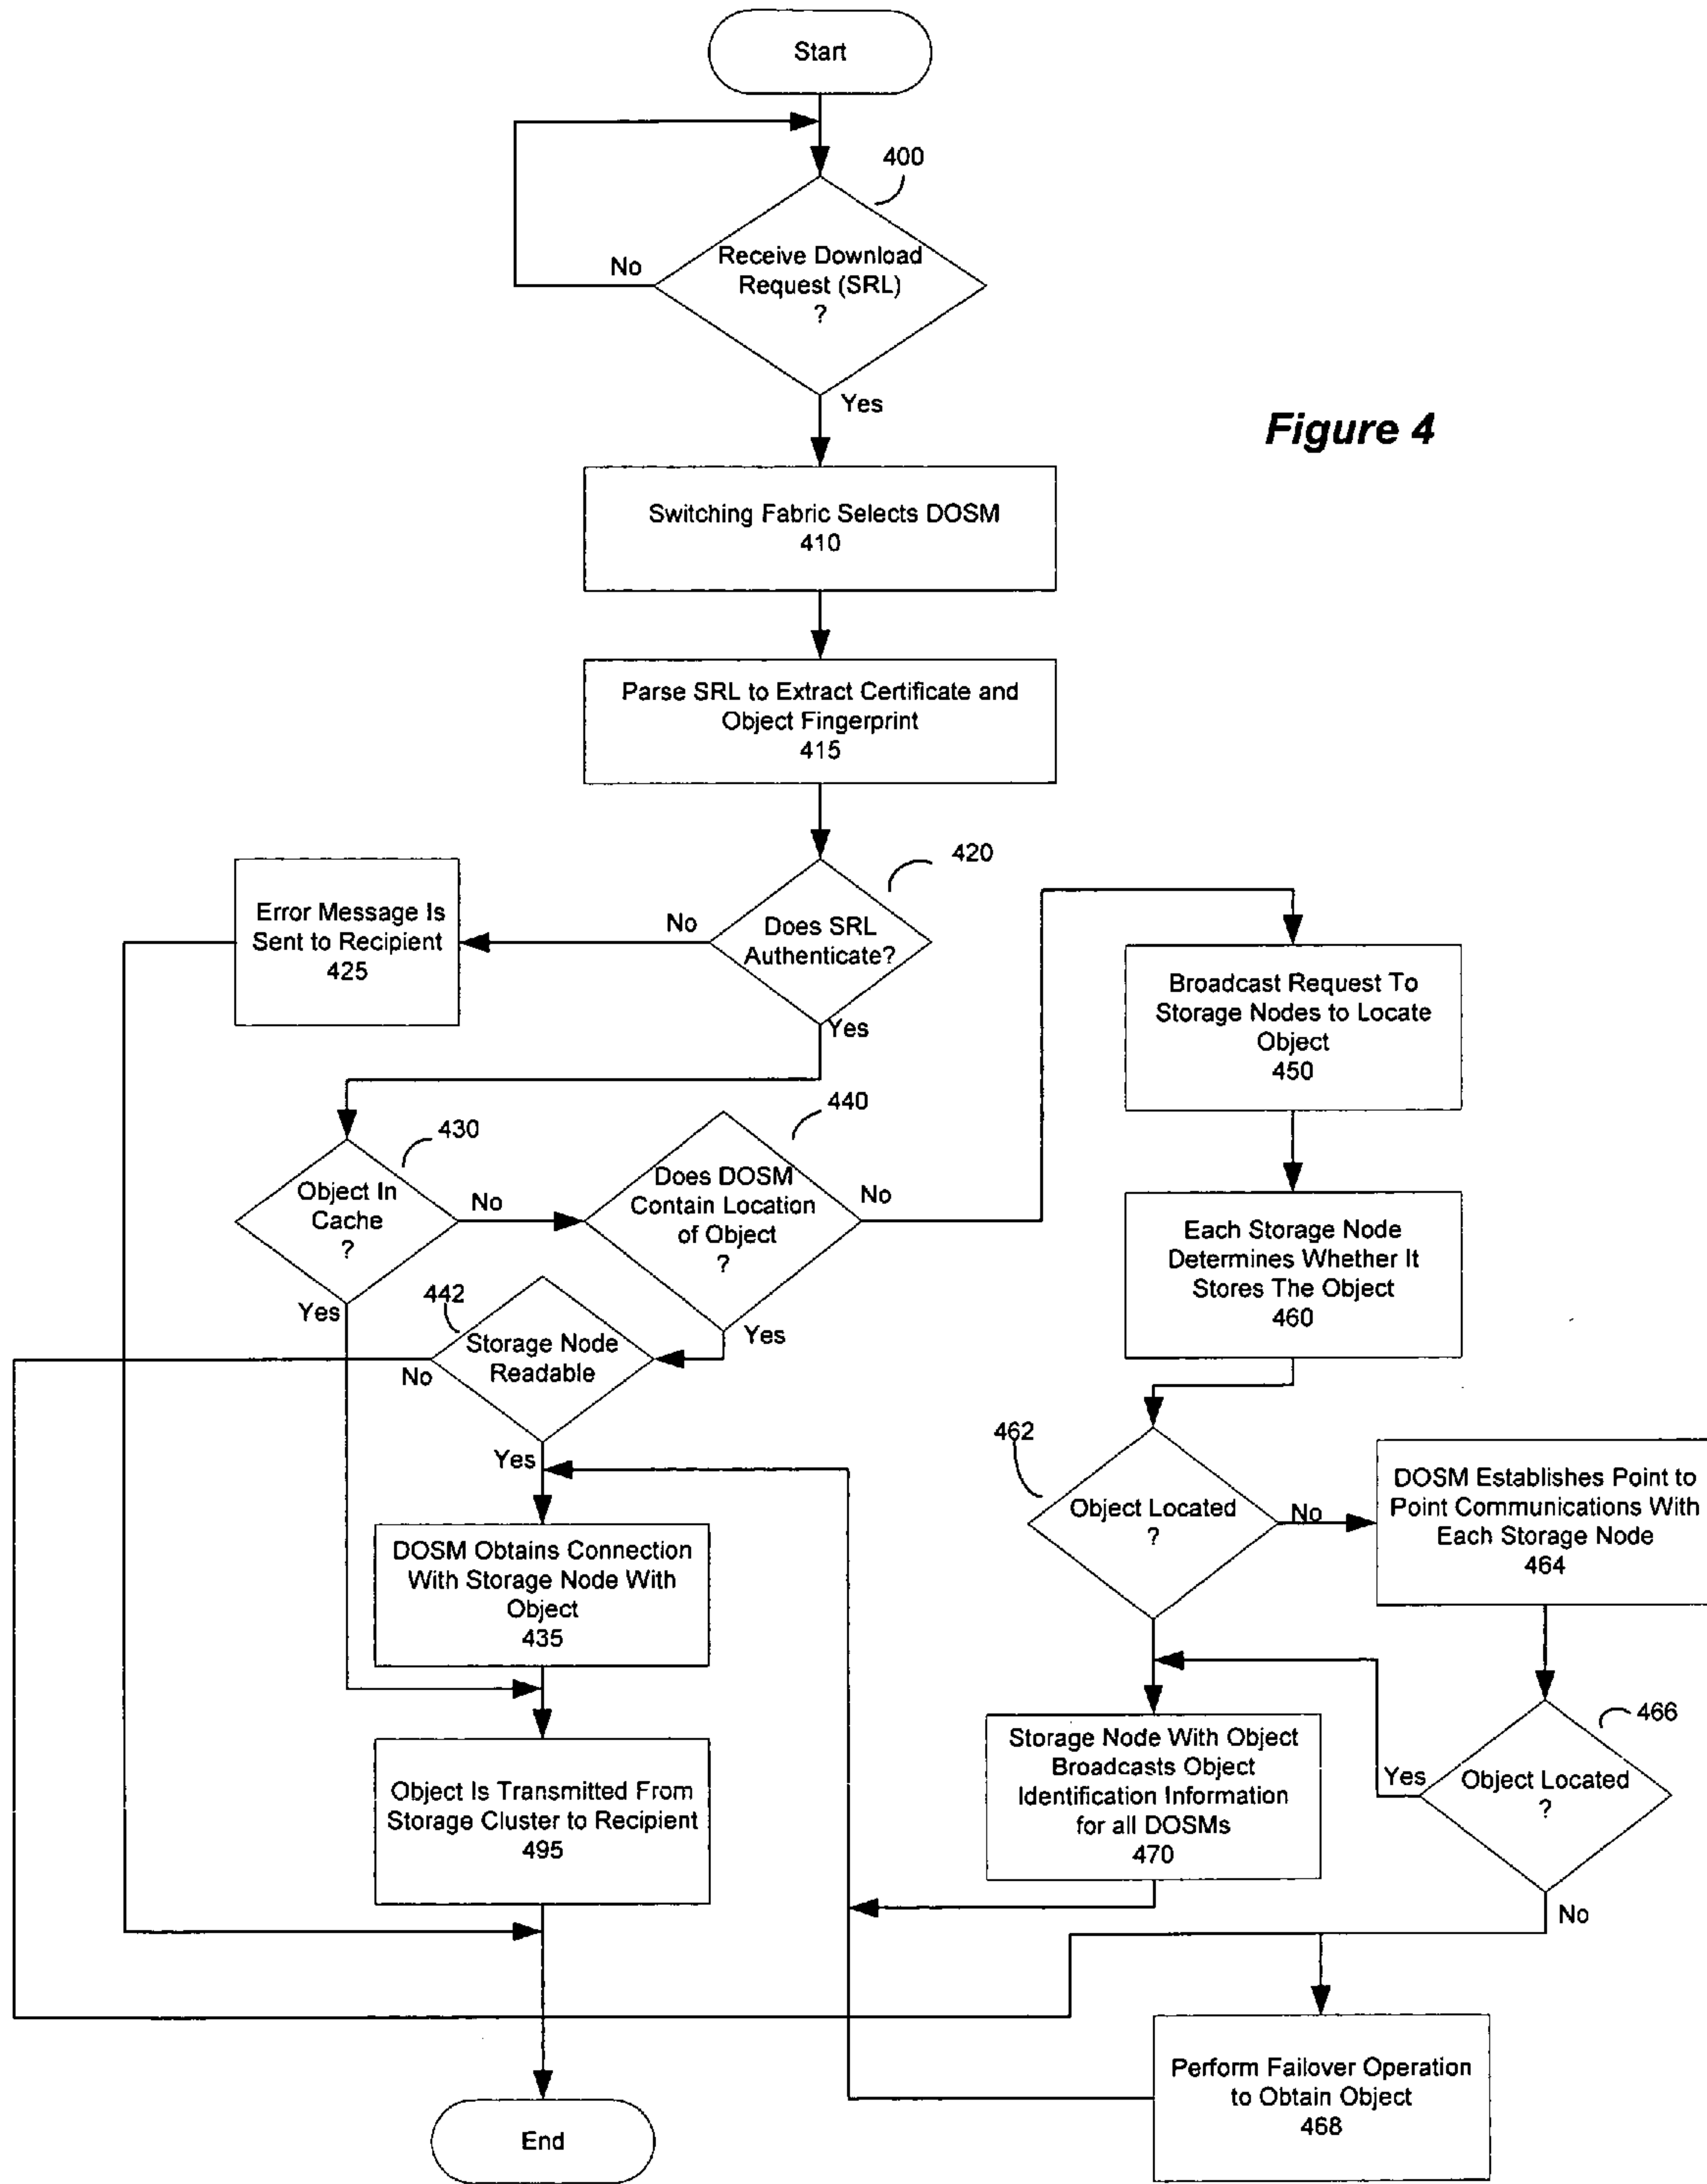 Start
400
Receive Download
Request (SRL)
?
No
Yes
Figure 4
Switching Fabric Selects DOSM
410
Parse SRL to Extract Certificate and
Object Fingerprint
415
420
Does SRL
Authenticate?
No
Yes
Error Message Is
Sent to Recipient
425
Broadcast Request To
Storage Nodes to Locate
Object
450
430
Object In
Cache
?
No
Yes
440
Does DOSM
Contain Location
of Object
?
No
Yes
Each Storage Node
Determines Whether It
Stores The Object
460
442
Storage Node
Readable
No
Yes
462
Object Located
?
No
DOSM Establishes Point to
Point Communications With
Each Storage Node
464
DOSM Obtains Connection
With Storage Node With
Object
435
466
Object Located
?
Yes
No
Storage Node With Object
Broadcasts Object
Identification Information
for all DOSMs
470
Object Is Transmitted From
Storage Cluster to Recipient
495
Perform Failover Operation
to Obtain Object
468
End